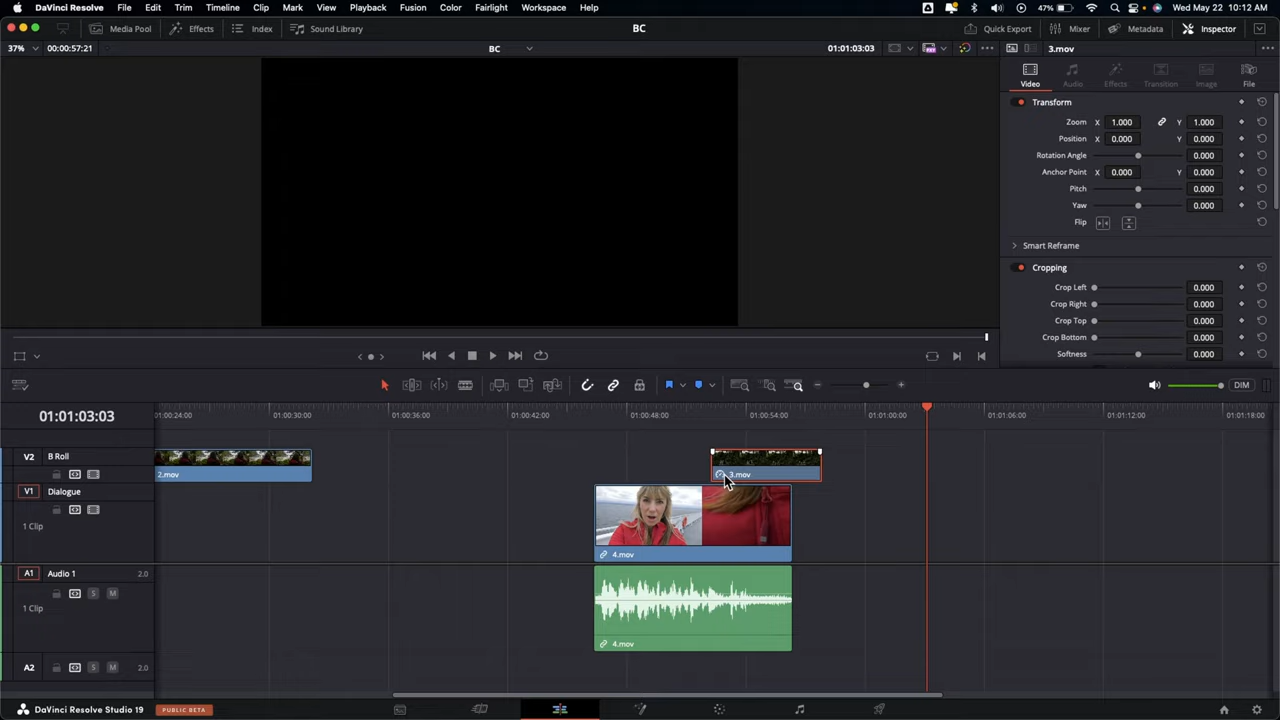 DaVinci Resolve File Edit Trim Timeline Clip Mark View Playback Fusion Color Fairlight Workspace Help 47% Wed May 22 10:12 AM
Media Pool Effects Index Sound Library BC Quick Export Mixer Metadata Inspector
37% 00:00:57:21 BC 01:01:03:03 3.mov
Video Audio Effects Transition Image File
Transform
Zoom X 1.000 Y 1.000
Position X 0.000 Y 0.000
Rotation Angle 0.000
Anchor Point X 0.000 Y 0.000
Pitch 0.000
Yaw 0.000
Flip
Smart Reframe
Cropping
Crop Left 0.000
Crop Right 0.000
Crop Top 0.000
Crop Bottom 0.000
Softness 0.000
DIM
01:01:03:03 01:00:24:00 01:00:30:00 01:00:36:00 01:00:42:00 01:00:48:00 01:00:54:00 01:01:00:00 01:01:06:00 01:01:12:00 01:01:18:00
V2 B Roll
2.mov 3.mov
V1 Dialogue
1 Clip
4.mov
A1 Audio 1 2.0
S M
1 Clip
4.mov
A2 S M 2.0
DaVinci Resolve Studio 19 PUBLIC BETA